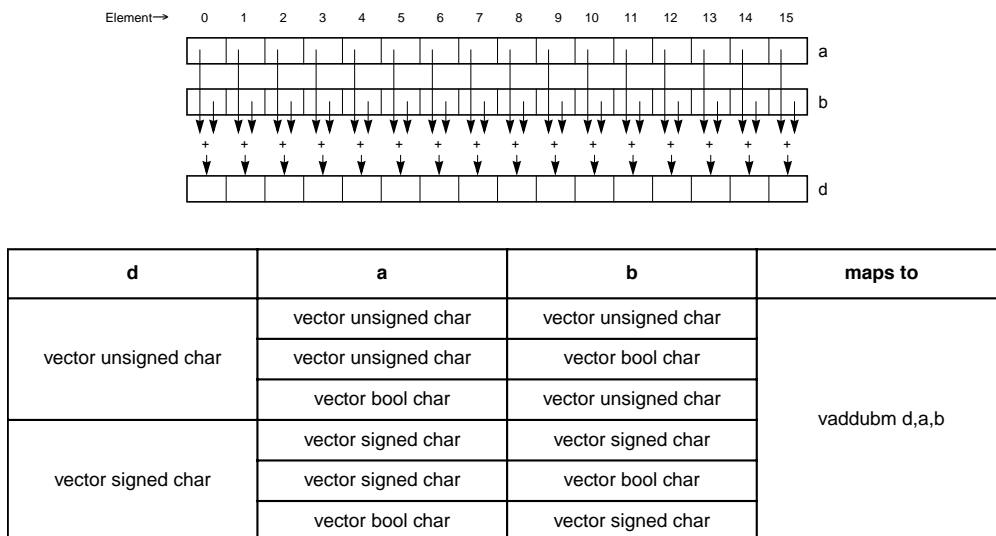 Element→ 0 1 2 3 4 5 6 7 8 9 10 11 12 13 14 15
a
b
+ + + + + + + + + + + + + + + +
d
d a b maps to
vector unsigned char vector unsigned char vector unsigned char vaddubm d,a,b
vector unsigned char vector bool char
vector bool char vector unsigned char
vector signed char vector signed char vector signed char
vector signed char vector bool char
vector bool char vector signed char